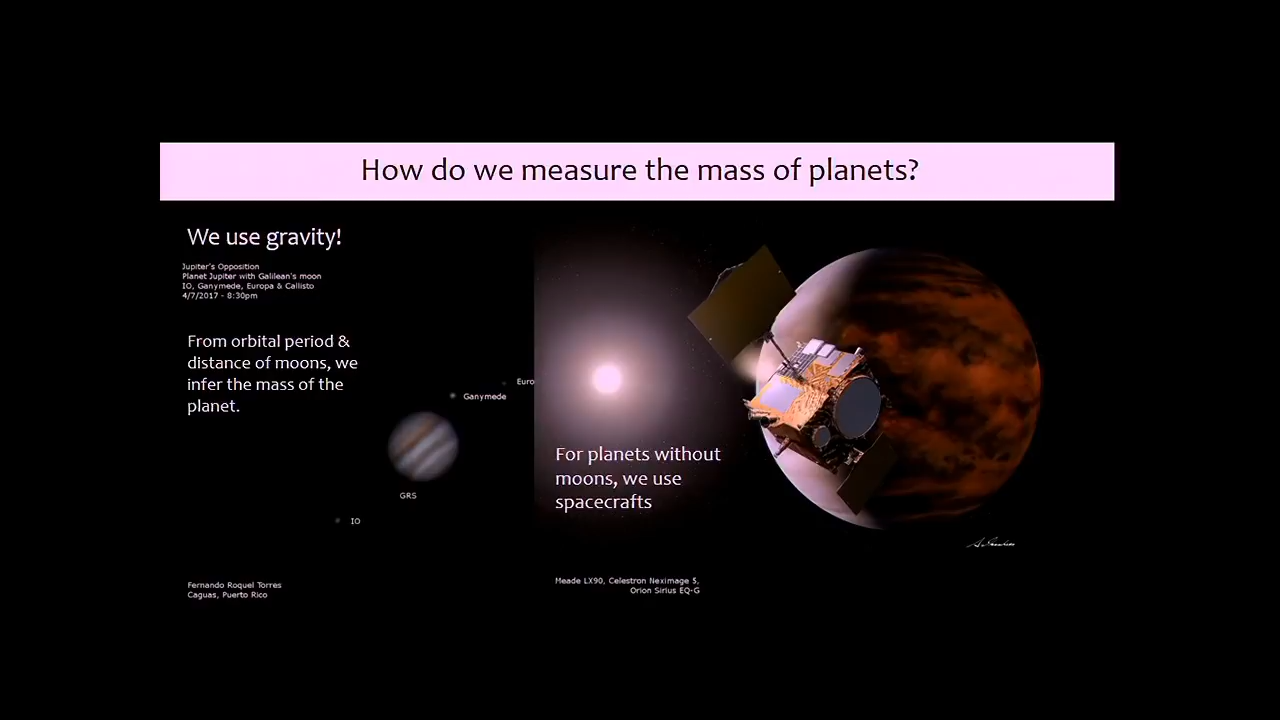 How do we measure the mass of planets?
We use gravity!
Jupiter's Opposition
Planet Jupiter with Galilean's moon
IO, Ganymede, Europa & Callisto
4/7/2017 - 8:30pm
From orbital period &
distance of moons, we
infer the mass of the
planet.
Euro
Ganymede
GRS
IO
Fernando Roquel Torres
Caguas, Puerto Rico
For planets without
moons, we use
spacecrafts
Meade LX90, Celestron Neximage 5,
Orion Sirius EQ-G